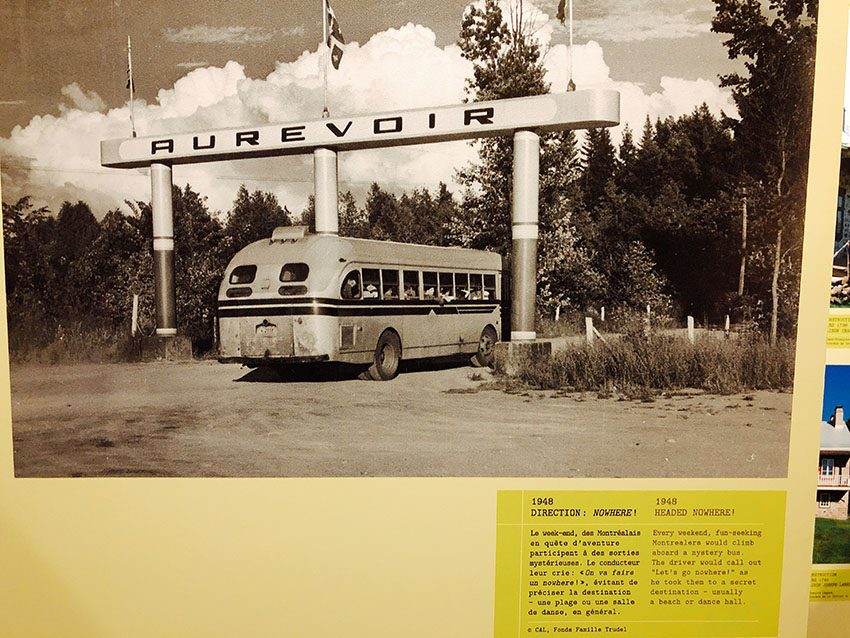 AUREVOIR
1948
DIRECTION: NOWHERE!
Le week-end, des Montréalais
en quête d'aventure
participent à des sorties
mystérieuses. Le conducteur
leur crie: «On va faire
un nowhere!», évitant de
préciser la destination
– une plage ou une salle
de danse, en général.
1948
HEADED NOWHERE!
Every weekend, fun-seeking
Montrealers would climb
aboard a mystery bus.
The driver would call out
"Let's go nowhere!" as
he took them to a secret
destination – usually
a beach or dance hall.
© CAL, Fonds Famille Trudel